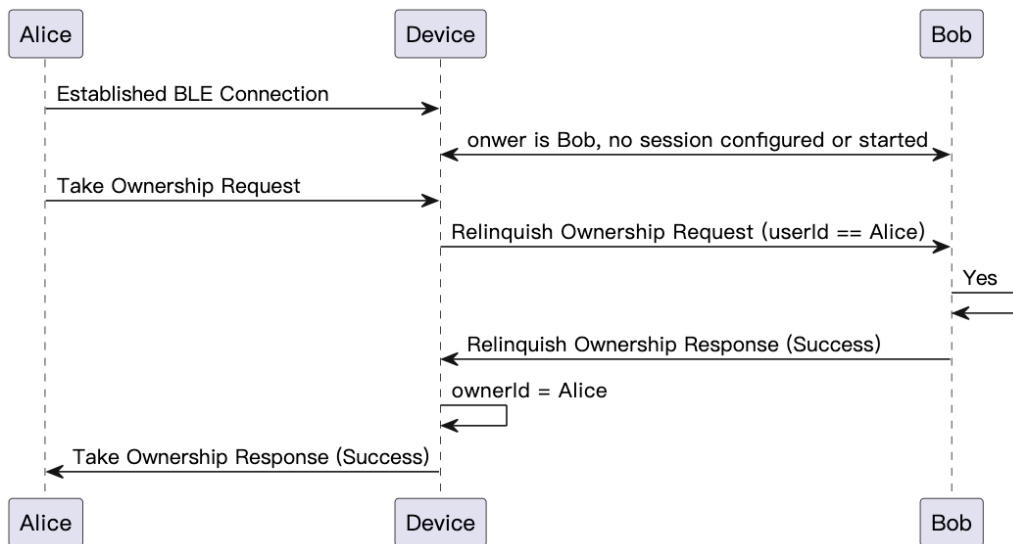 Alice
Device
Bob
Established BLE Connection
onwer is Bob, no session configured or started
Take Ownership Request
Relinquish Ownership Request (userId == Alice)
Yes
Relinquish Ownership Response (Success)
ownerId = Alice
Take Ownership Response (Success)
Alice
Device
Bob